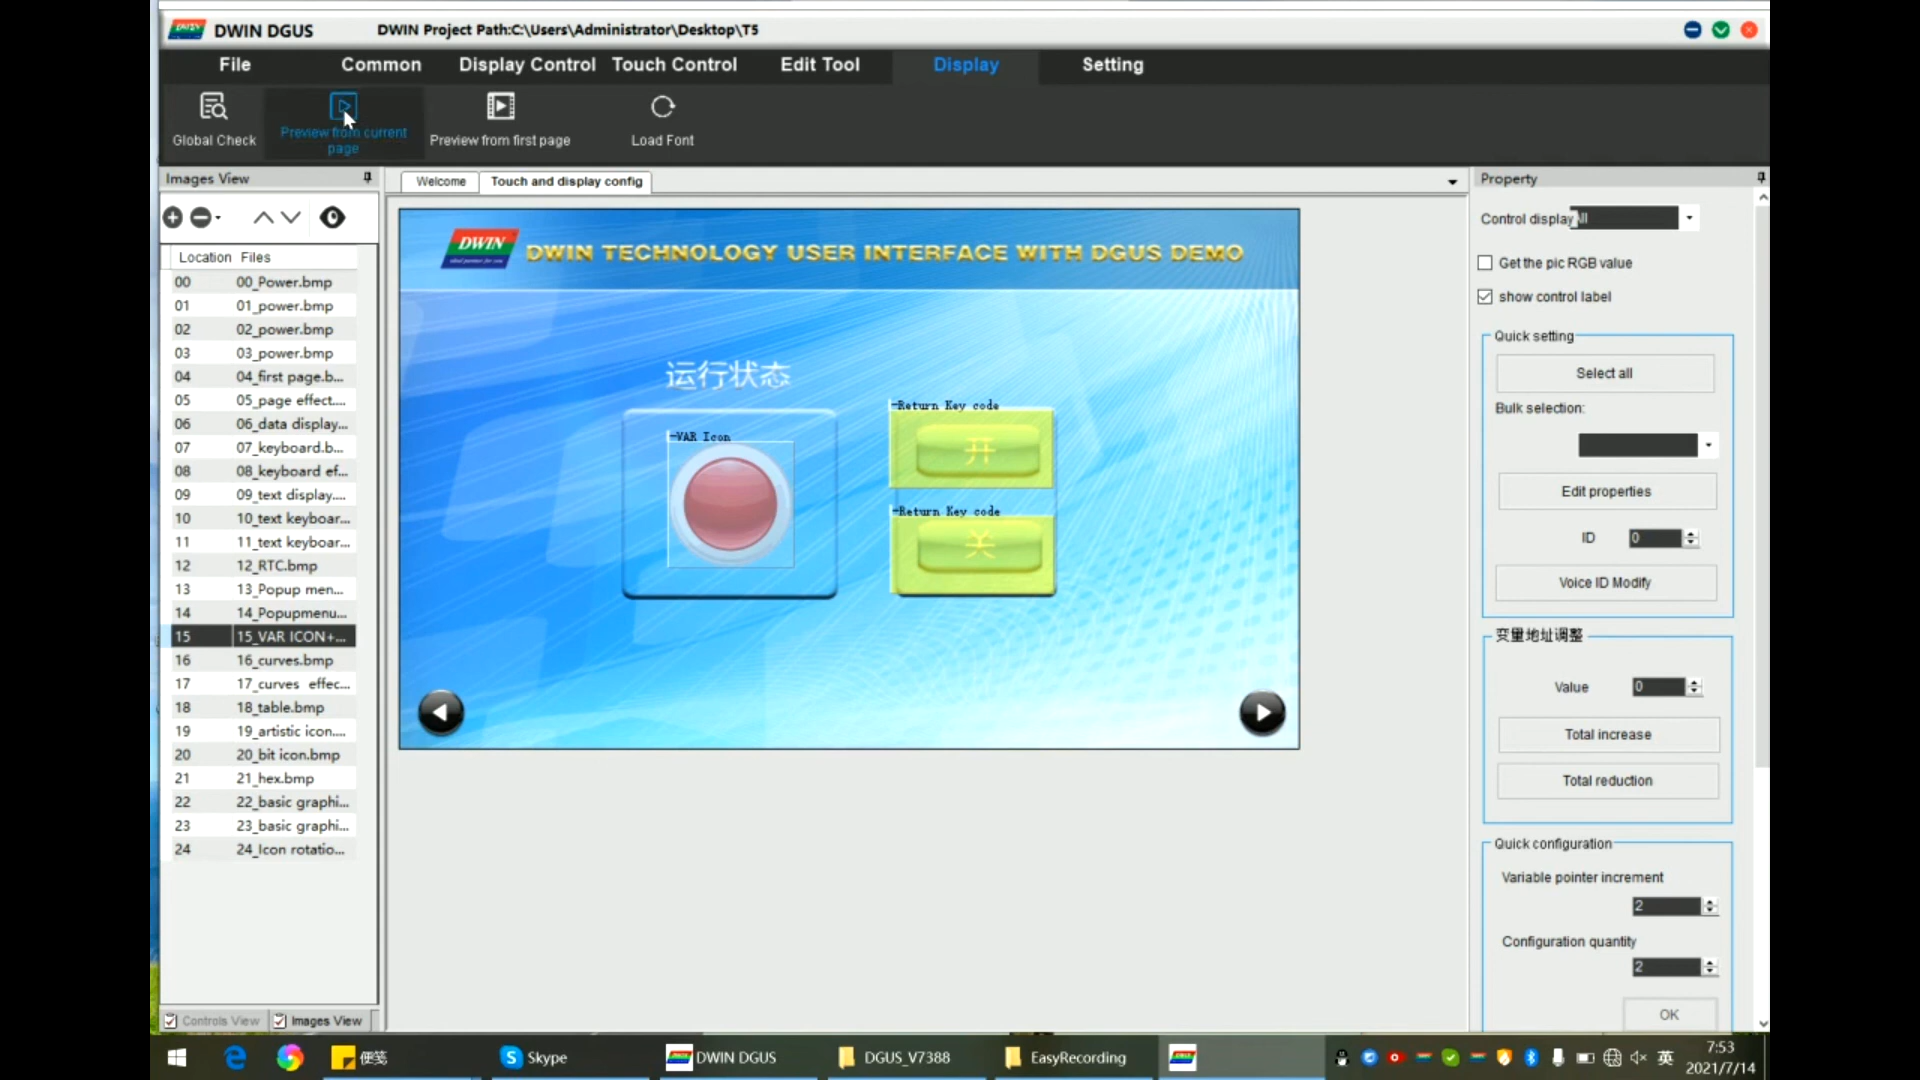 DWIN DGUS
DWIN Project Path:C:\Users\Administrator\Desktop\T5
File Common Display Control Touch Control Edit Tool Display Setting
Global Check
Preview from current
page
Preview from first page
Load Font
Images View
Welcome
Touch and display config
Location Files
00 00_Power.bmp
01 01_power.bmp
02 02_power.bmp
03 03_power.bmp
04 04_first page.b...
05 05_page effect....
06 06_data display...
07 07_keyboard.b...
08 08_keyboard ef...
09 09_text display....
10 10_text keyboar...
11 11_text keyboar...
12 12_RTC.bmp
13 13_Popup men...
14 14_Popupmenu...
15 15_VAR ICON+...
16 16_curves.bmp
17 17_curves effec...
18 18_table.bmp
19 19_artistic icon....
20 20_bit icon.bmp
21 21_hex.bmp
22 22_basic graphi...
23 23_basic graphi...
24 24_Icon rotatio...
Controls View Images View
DWIN
DWIN TECHNOLOGY USER INTERFACE WITH DGUS DEMO
运行状态
VAR Icon
Return Key code
开
Return Key code
关
Property
Control display
Get the pic RGB value
show control label
Quick setting
Select all
Bulk selection:
Edit properties
ID 0
Voice ID Modify
变量地址调整
Value 0
Total increase
Total reduction
Quick configuration
Variable pointer increment
2
Configuration quantity
2
OK
便笺 Skype DWIN DGUS DGUS_V7388 EasyRecording
英
7:53
2021/7/14